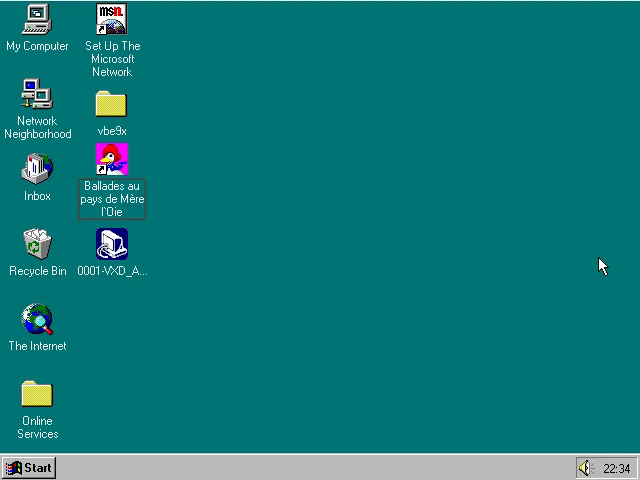 My Computer
msn.
Set Up The
Microsoft
Network
Network
Neighborhood
vbe9x
Inbox
Ballades au
pays de Mère
l'Oie
Recycle Bin
0001-VXD_A...
The Internet
Online
Services
Start
22:34